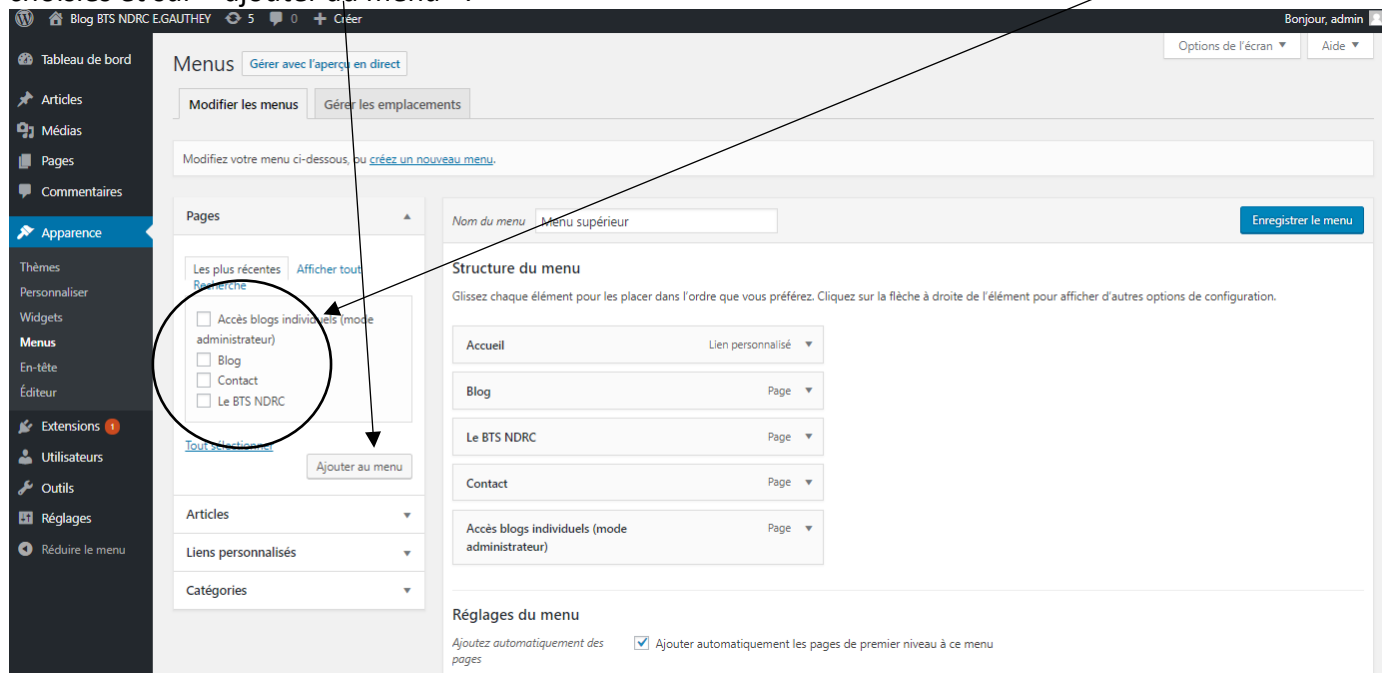 choisies et sur « ajouter au menu » .
Blog BTS NDRC E.GAUTHEY 5 0 + Créer
Bonjour, admin
Options de l'écran ▼ Aide ▼
Tableau de bord
Articles
Médias
Pages
Commentaires
Apparence
Thèmes
Personnaliser
Widgets
Menus
En-tête
Éditeur
Extensions 1
Utilisateurs
Outils
Réglages
Réduire le menu
Menus Gérer avec l'aperçu en direct
Modifier les menus Gérer les emplacements
Modifiez votre menu ci-dessous, ou créez un nouveau menu.
Pages
Les plus récentes Afficher tout
Recherche
Accès blogs individuels (mode
administrateur)
Blog
Contact
Le BTS NDRC
Tout sélectionner
Ajouter au menu
Articles
Liens personnalisés
Catégories
Nom du menu Menu supérieur
Enregistrer le menu
Structure du menu
Glissez chaque élément pour les placer dans l'ordre que vous préférez. Cliquez sur la flèche à droite de l'élément pour afficher d'autres options de configuration.
Accueil Lien personnalisé
Blog Page
Le BTS NDRC Page
Contact Page
Accès blogs individuels (mode Page
administrateur)
Réglages du menu
Ajoutez automatiquement des Ajouter automatiquement les pages de premier niveau à ce menu
pages